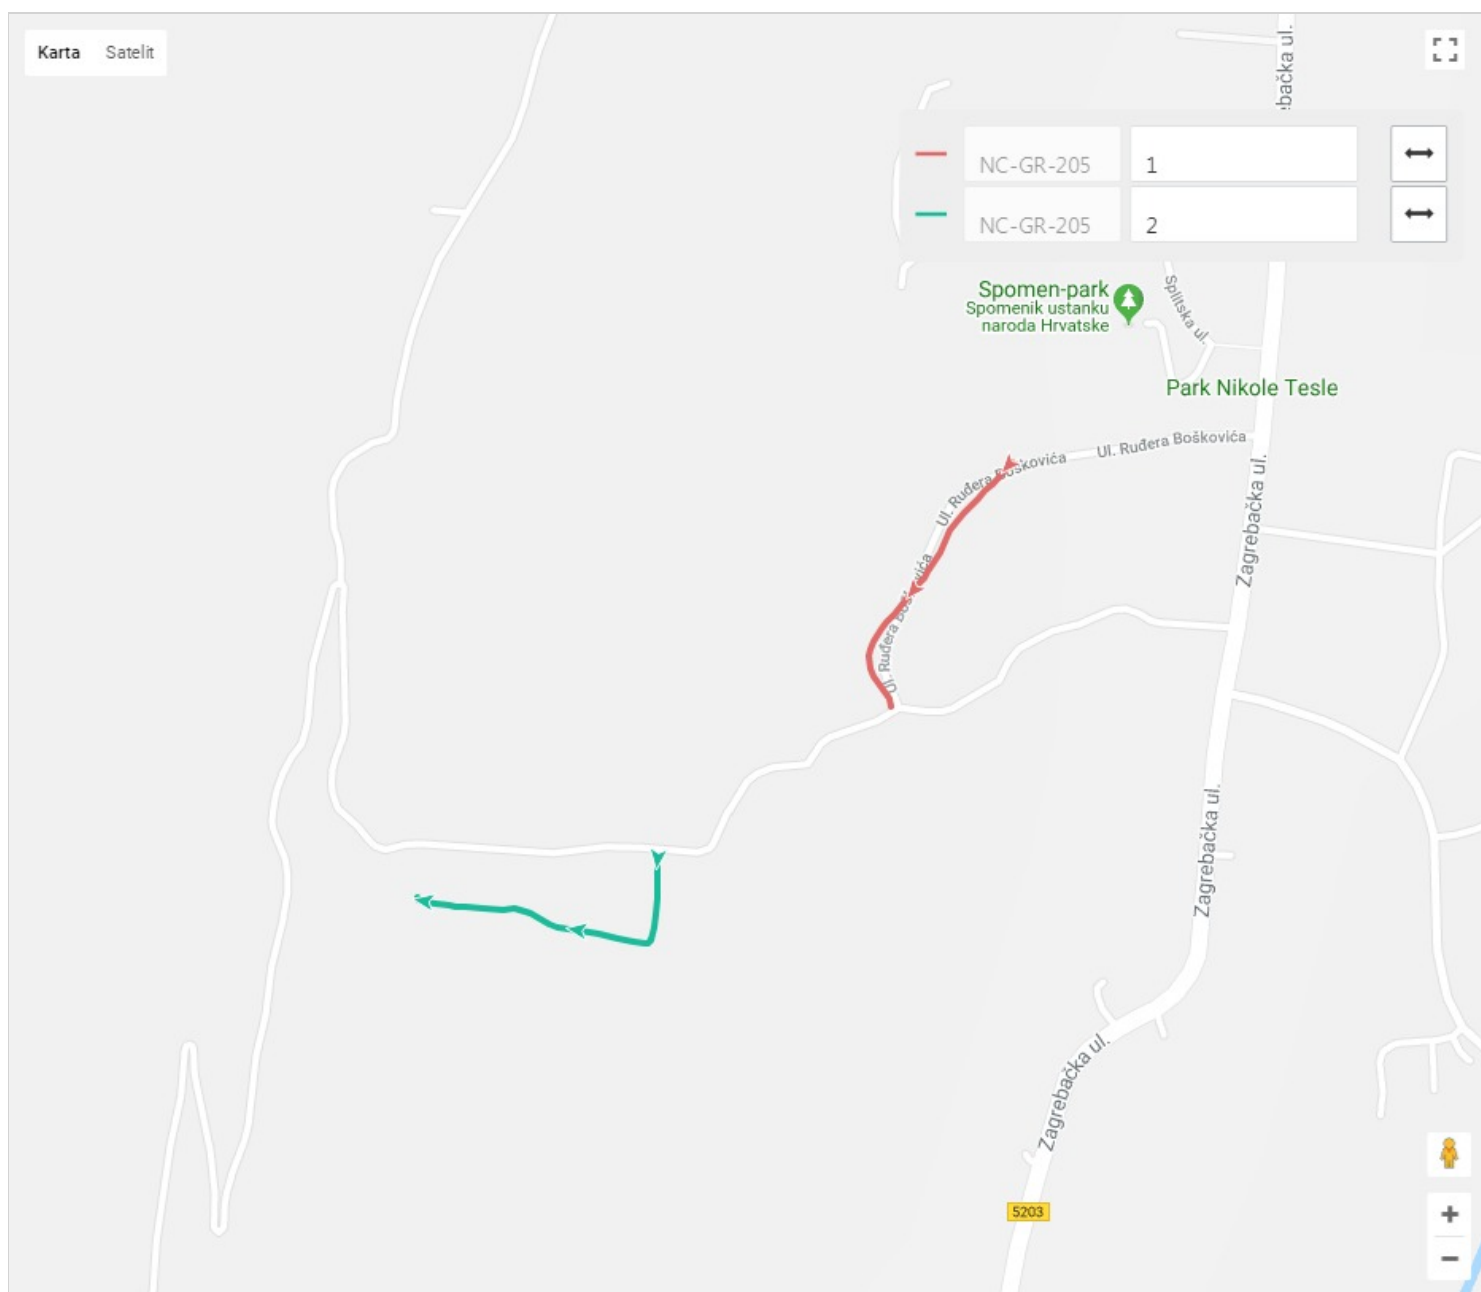 Karta Satelit
bačka ul.
NC-GR-205 1
NC-GR-205 2
Spomen-park
Spomenik ustanku
naroda Hrvatske
Splitska ul.
Park Nikole Tesle
Ul. Ruđera Boškovića
Ul. Ruđera Boškovića
Ul. Ruđera Boškovića
Zagrebačka ul.
Zagrebačka ul.
Zagrebačka ul.
5203